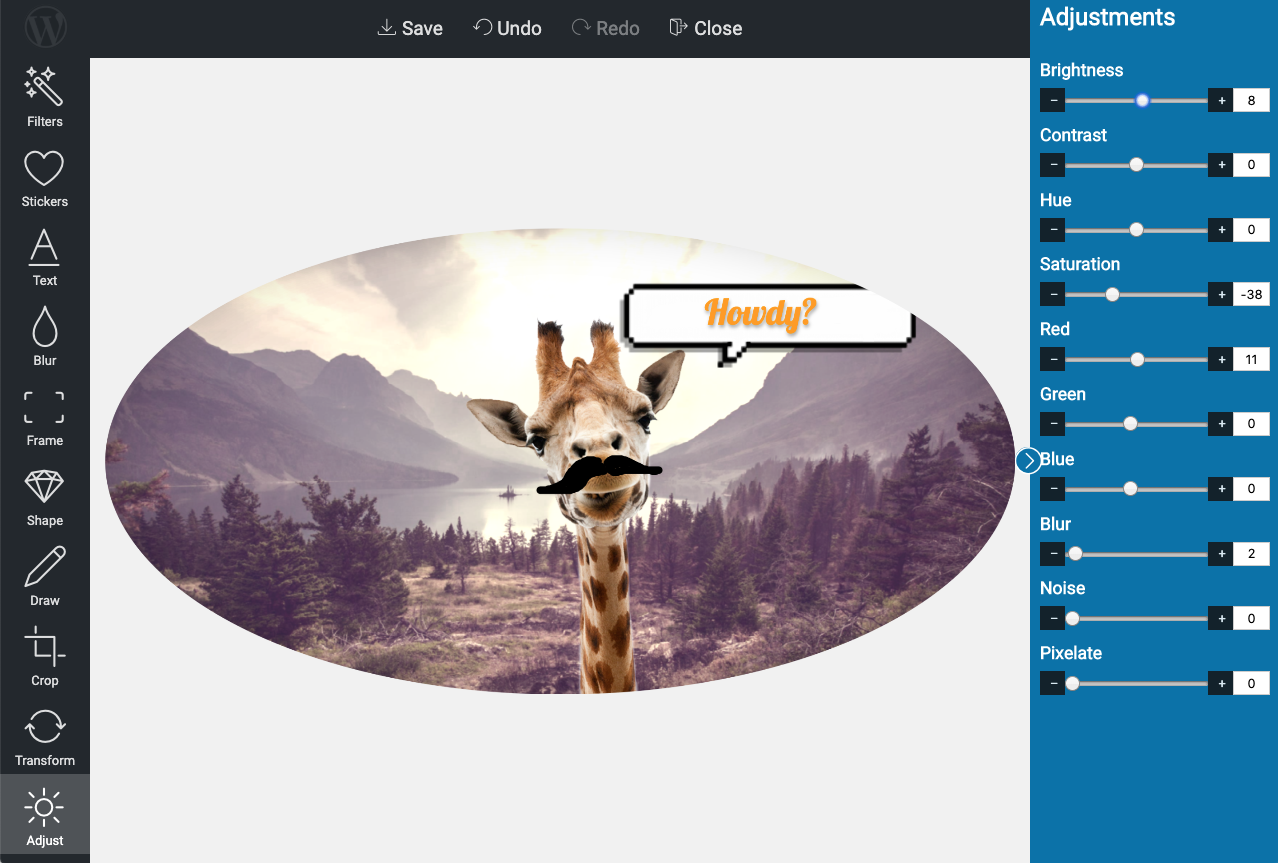 Save Undo Redo Close
Filters
Stickers
Text
Blur
Frame
Shape
Draw
Crop
Transform
Adjust
Howdy?
Adjustments
Brightness
− + 8
Contrast
− + 0
Hue
− + 0
Saturation
− + -38
Red
− + 11
Green
− + 0
Blue
− + 0
Blur
− + 2
Noise
− + 0
Pixelate
− + 0